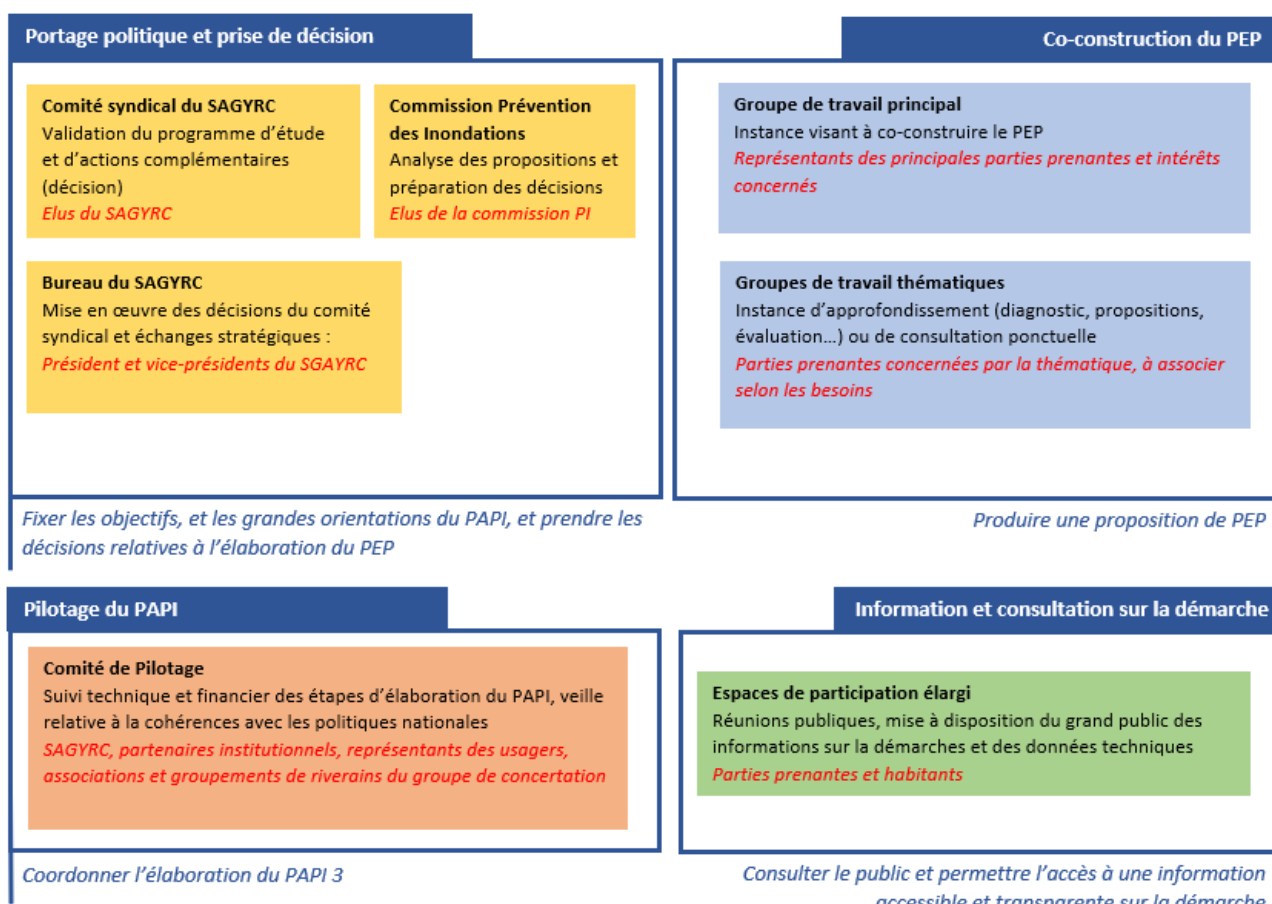 Portage politique et prise de décision
Comité syndical du SAGYRC
Validation du programme d'étude
et d'actions complémentaires
(décision)
Elus du SAGYRC
Commission Prévention
des Inondations
Analyse des propositions et
préparation des décisions
Elus de la commission PI
Bureau du SAGYRC
Mise en œuvre des décisions du comité
syndical et échanges stratégiques :
Président et vice-présidents du SGAYRC
Fixer les objectifs, et les grandes orientations du PAPI, et prendre les
décisions relatives à l'élaboration du PEP
Co-construction du PEP
Groupe de travail principal
Instance visant à co-construire le PEP
Représentants des principales parties prenantes et intérêts
concernés
Groupes de travail thématiques
Instance d'approfondissement (diagnostic, propositions,
évaluation...) ou de consultation ponctuelle
Parties prenantes concernées par la thématique, à associer
selon les besoins
Produire une proposition de PEP
Pilotage du PAPI
Comité de Pilotage
Suivi technique et financier des étapes d'élaboration du PAPI, veille
relative à la cohérences avec les politiques nationales
SAGYRC, partenaires institutionnels, représentants des usagers,
associations et groupements de riverains du groupe de concertation
Coordonner l'élaboration du PAPI 3
Information et consultation sur la démarche
Espaces de participation élargi
Réunions publiques, mise à disposition du grand public des
informations sur la démarches et des données techniques
Parties prenantes et habitants
Consulter le public et permettre l'accès à une information
accessible et transparente sur la démarche